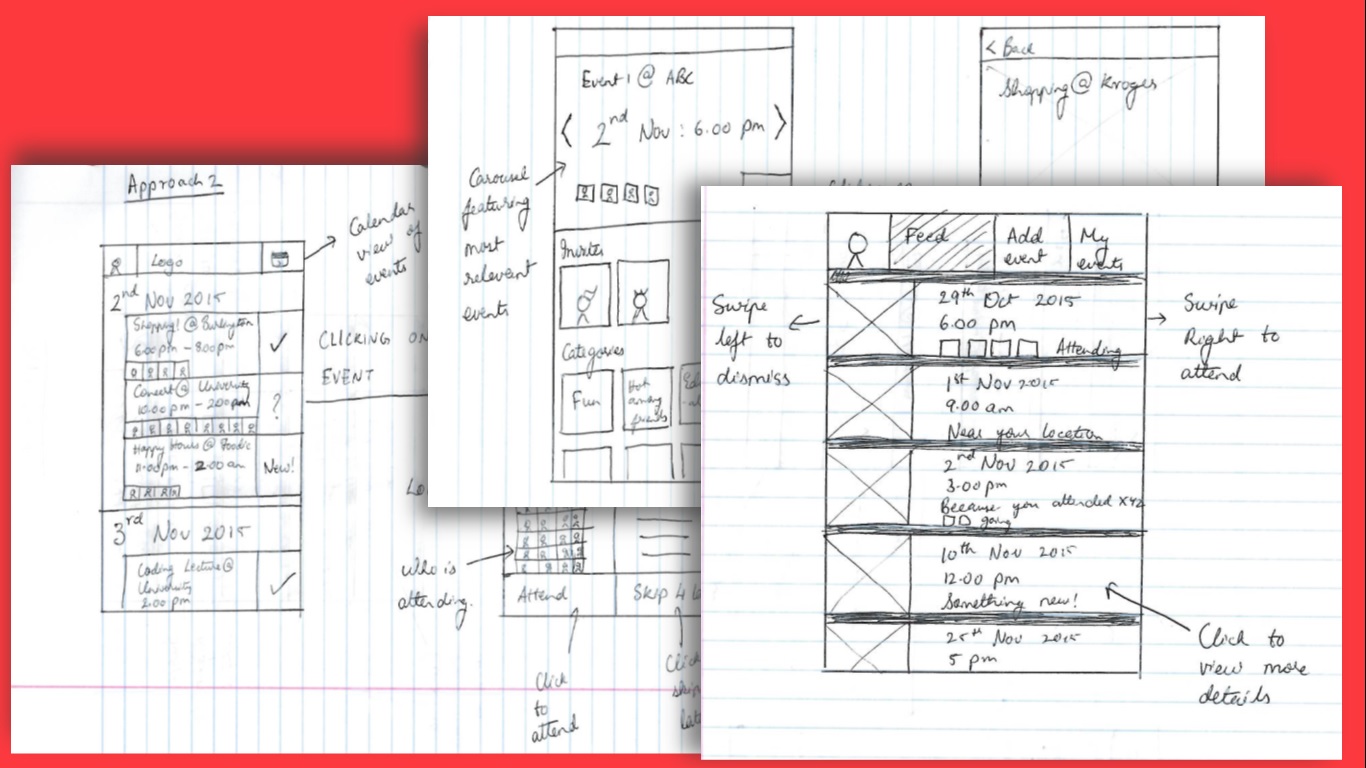 Approach 2
Calendar
view of
events
Logo
2nd Nov 2015
Shopping! @ Burlington
6:00 pm - 8:00 pm
Concert @ University
10:00 pm - 2:00 am
?
Happy Hours @ Foodie
11:00 pm - 2:00 am
New!
3rd Nov 2015
Coding Lecture @
University
2:00 pm
CLICKING ON
EVENT
Who is
attending.
Attend
Skip 4
Click
to
attend
Event 1 @ ABC
< 2nd Nov : 6.00 pm >
Carousel
featuring
most
relevant
events
Invites
Categories
Fun
Hot
among
friends
< Back
Shopping @ Kroger
Feed
Add
event
My
events
29th Oct 2015
6.00 pm
Attending
1st Nov 2015
9.00 am
Near your location
2nd Nov 2015
3.00 pm
Because you attended XYZ
going
10th Nov 2015
12.00 pm
Something new!
25th Nov 2015
5 pm
Swipe
left to
dismiss
Swipe
Right to
attend
Click to
view more
details